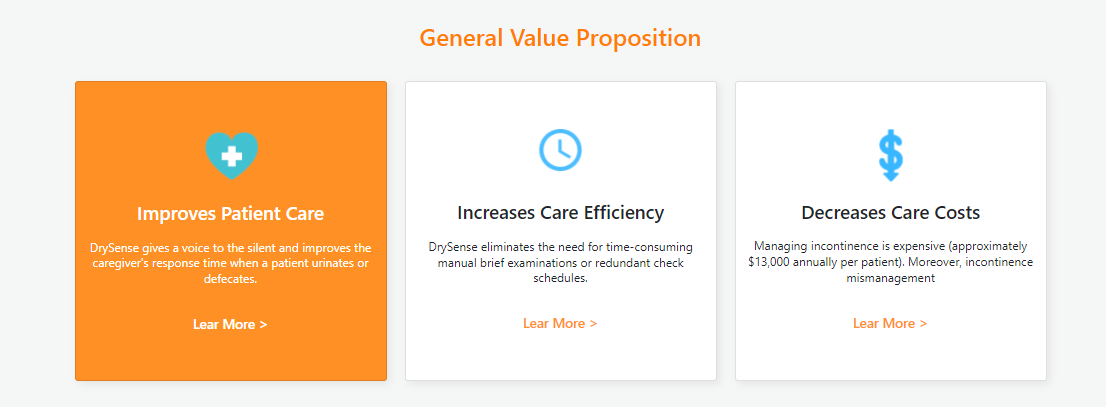 General Value Proposition
Improves Patient Care
DrySense gives a voice to the silent and improves the
caregiver's response time when a patient urinates or
defecates.
Lear More >
Increases Care Efficiency
DrySense eliminates the need for time-consuming
manual brief examinations or redundant check
schedules.
Lear More >
Decreases Care Costs
Managing incontinence is expensive (approximately
$13,000 annually per patient). Moreover, incontinence
mismanagement
Lear More >